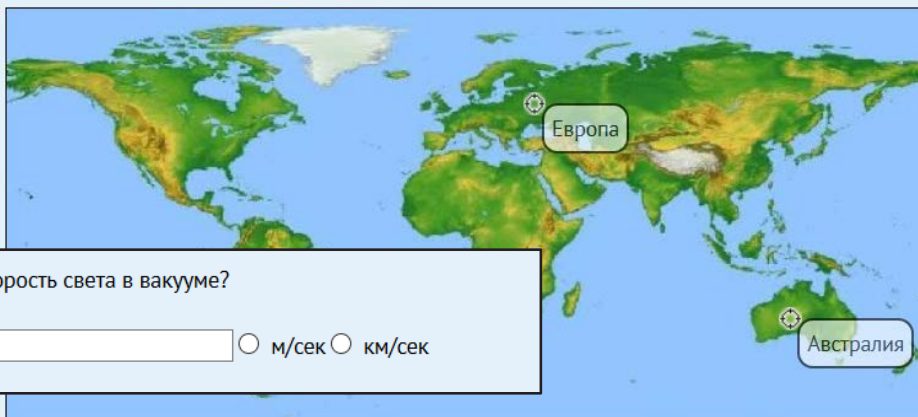 Европа
орость света в вакууме?
м/сек км/сек
Австралия